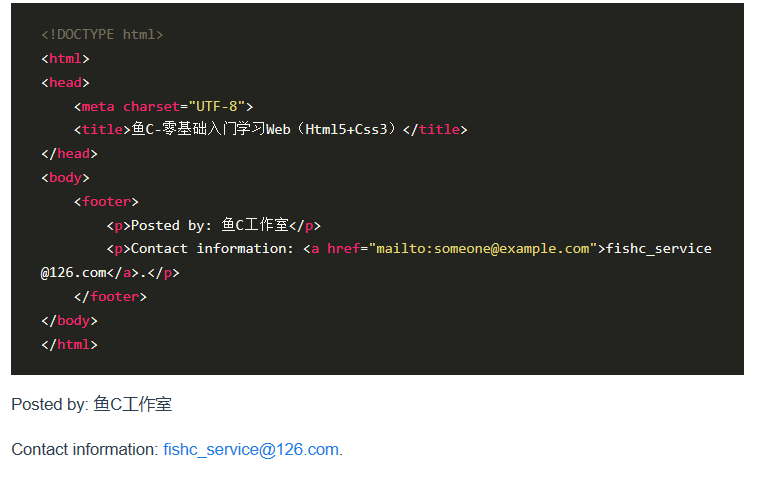 <!DOCTYPE html>
<html>
<head>
    <meta charset="UTF-8">
    <title>鱼C-零基础入门学习Web（Html5+Css3）</title>
</head>
<body>
    <footer>
        <p>Posted by: 鱼C工作室</p>
        <p>Contact information: <a href="mailto:someone@example.com">fishc_service
@126.com</a>.</p>
    </footer>
</body>
</html>
Posted by: 鱼C工作室
Contact information: fishc_service@126.com.